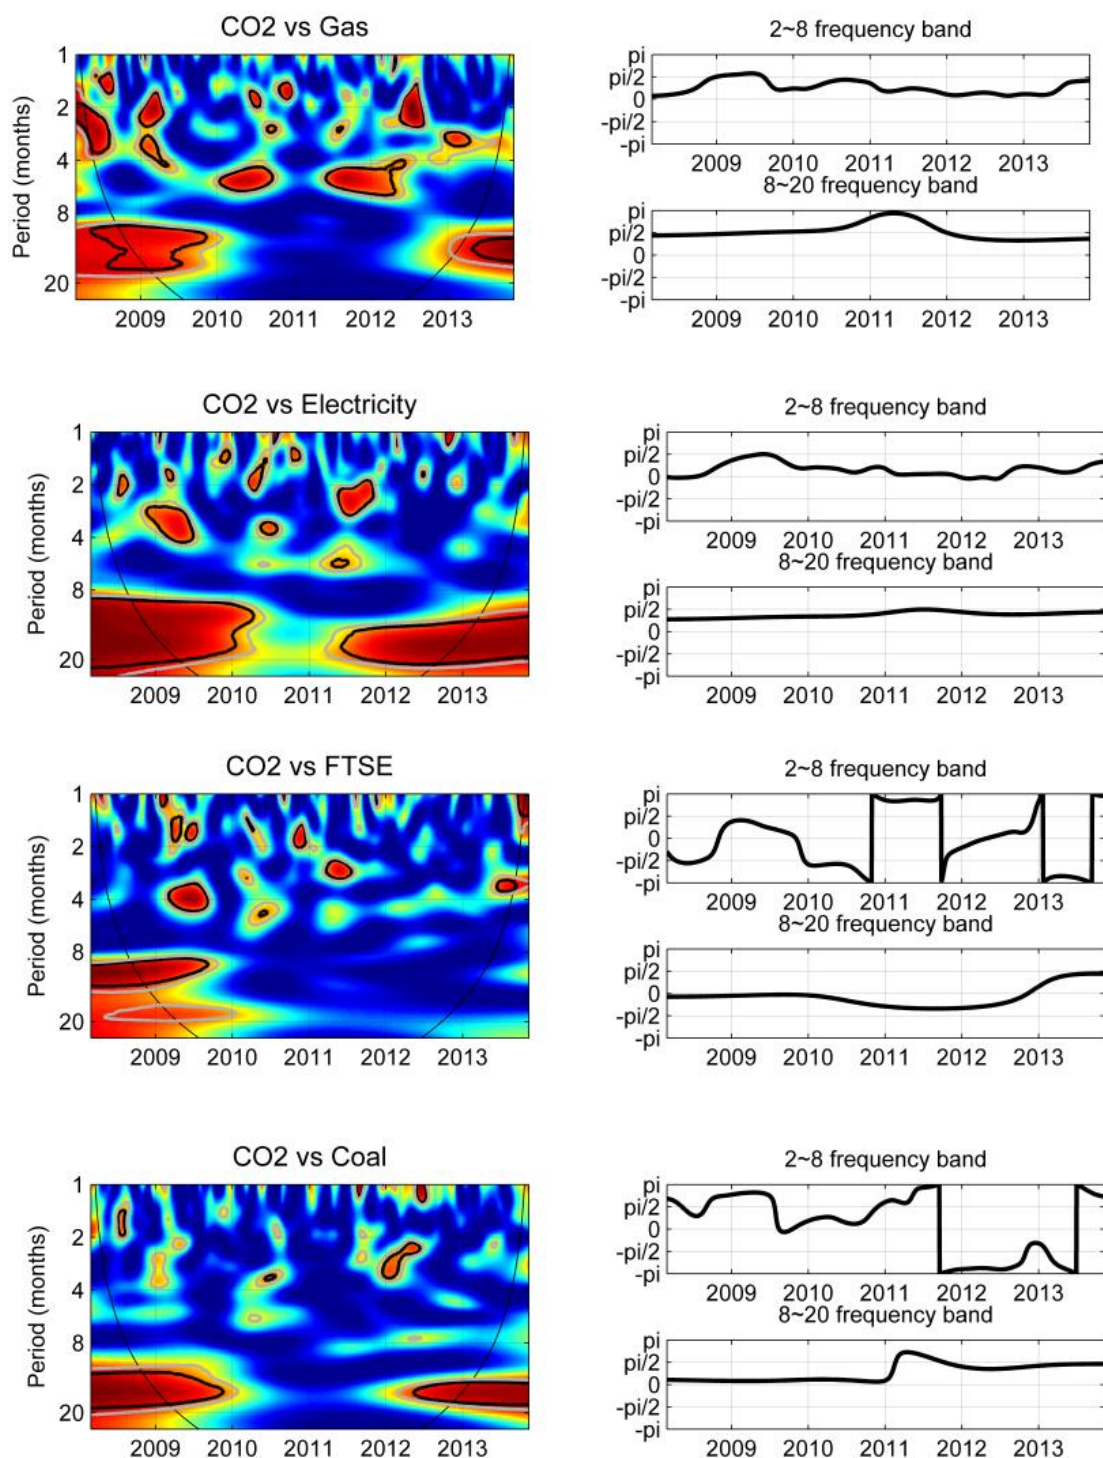 CO2 vs Gas
Period (months)
1
2
4
8
20
2009 2010 2011 2012 2013
2~8 frequency band
pi
pi/2
0
-pi/2
-pi
2009 2010 2011 2012 2013
8~20 frequency band
pi
pi/2
0
-pi/2
-pi
2009 2010 2011 2012 2013
CO2 vs Electricity
Period (months)
1
2
4
8
20
2009 2010 2011 2012 2013
2~8 frequency band
pi
pi/2
0
-pi/2
-pi
2009 2010 2011 2012 2013
8~20 frequency band
pi
pi/2
0
-pi/2
-pi
2009 2010 2011 2012 2013
CO2 vs FTSE
Period (months)
1
2
4
8
20
2009 2010 2011 2012 2013
2~8 frequency band
pi
pi/2
0
-pi/2
-pi
2009 2010 2011 2012 2013
8~20 frequency band
pi
pi/2
0
-pi/2
-pi
2009 2010 2011 2012 2013
CO2 vs Coal
Period (months)
1
2
4
8
20
2009 2010 2011 2012 2013
2~8 frequency band
pi
pi/2
0
-pi/2
-pi
2009 2010 2011 2012 2013
8~20 frequency band
pi
pi/2
0
-pi/2
-pi
2009 2010 2011 2012 2013